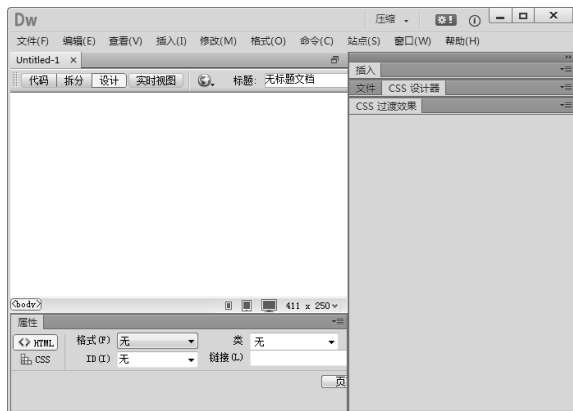 Dw 压缩
文件(F) 编辑(E) 查看(V) 插入(I) 修改(M) 格式(O) 命令(C) 站点(S) 窗口(W) 帮助(H)
Untitled-1 ×
代码 拆分 设计 实时视图 标题: 无标题文档
插入
文件 CSS 设计器
CSS 过渡效果
<body> 411 x 250
属性
<> HTML 格式(F) 无 类 无
CSS ID(I) 无 链接(L)
页